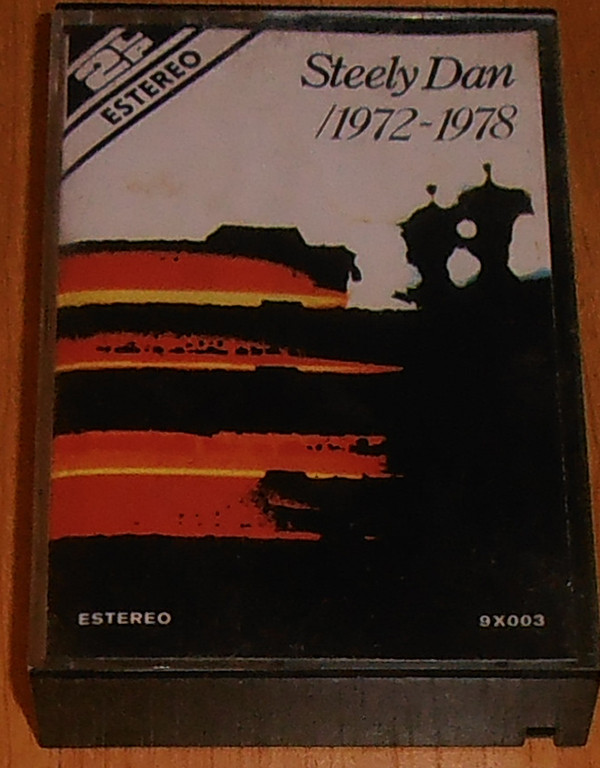 ESTEREO
Steely Dan
/1972-1978
ESTEREO
9X003